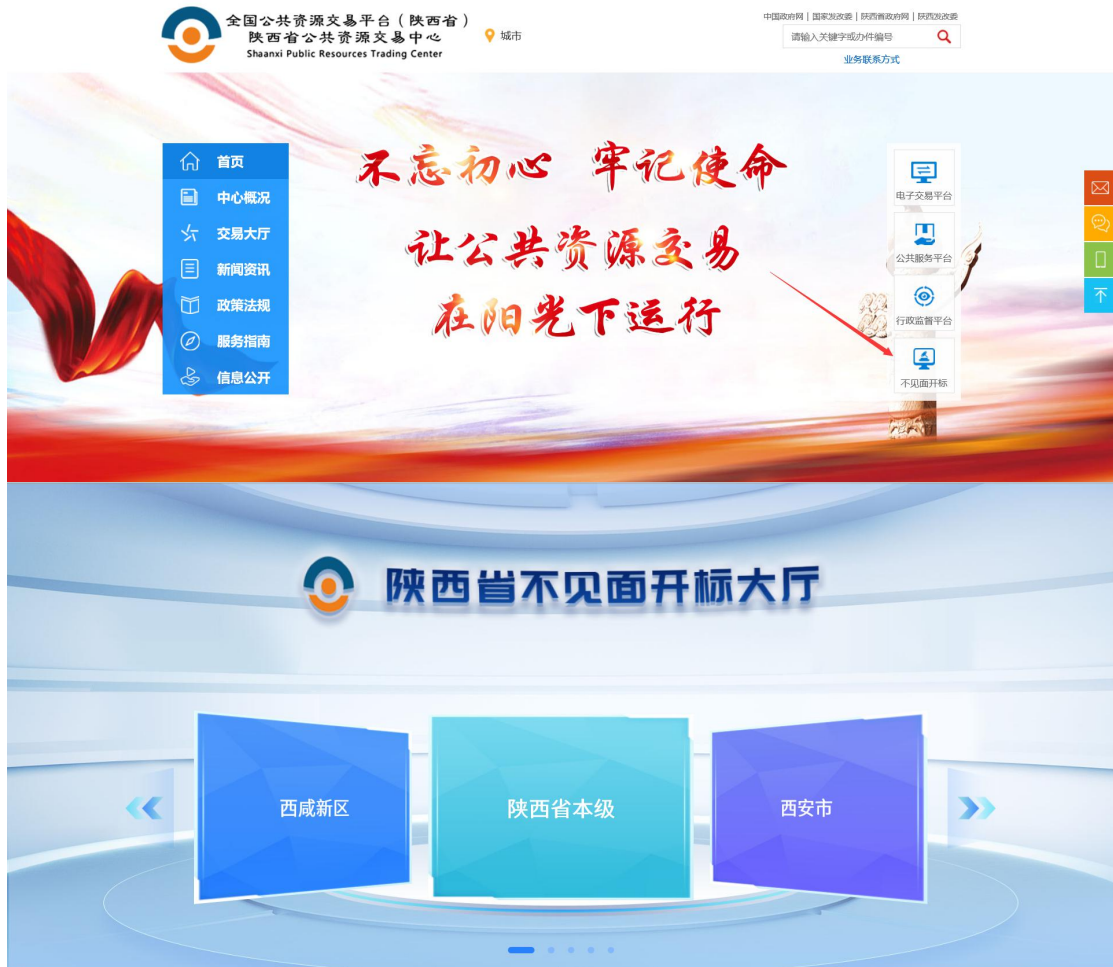 全国公共资源交易平台（陕西省）
陕西省公共资源交易中心
Shaanxi Public Resources Trading Center
城市
中国政府网 | 国家发改委 | 陕西省政府网 | 陕西发改委
请输入关键字或办件编号
业务联系方式
首页
中心概况
交易大厅
新闻资讯
政策法规
服务指南
信息公开
不忘初心 牢记使命
让公共资源交易
在阳光下运行
电子交易平台
公共服务平台
行政监督平台
不见面开标
陕西省不见面开标大厅
西咸新区
陕西省本级
西安市